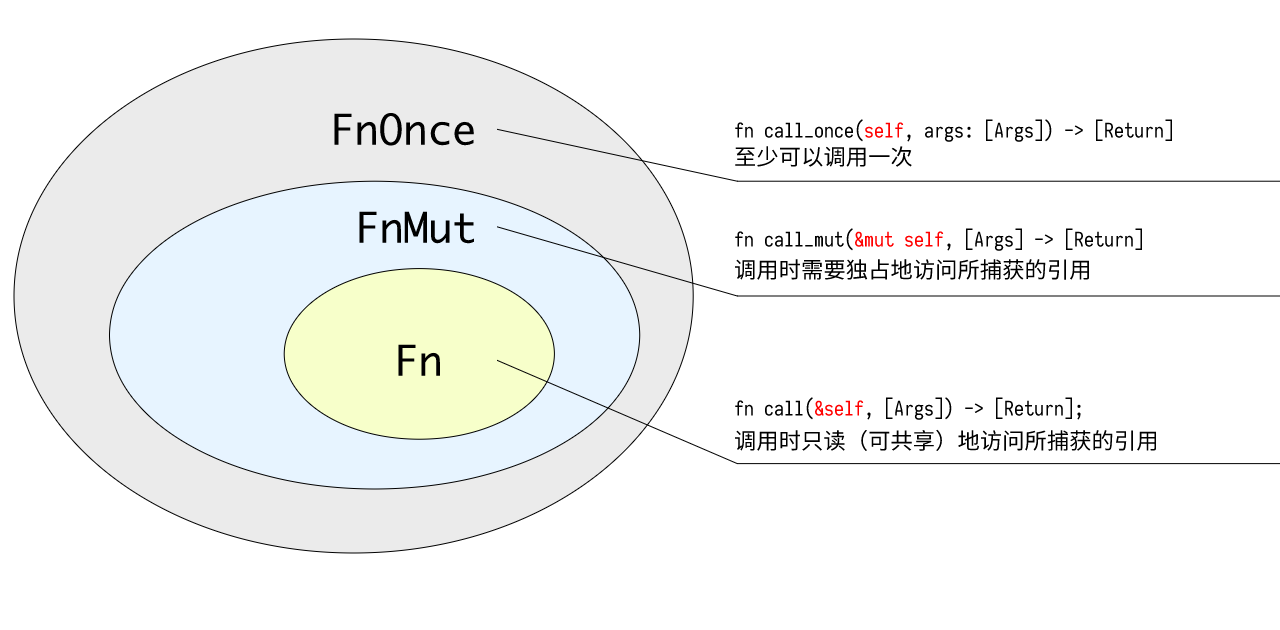 FnOnce
fn call_once(self, args: [Args]) -> [Return]
至少可以调用一次
FnMut
fn call_mut(&mut self, [Args] -> [Return]
调用时需要独占地访问所捕获的引用
Fn
fn call(&self, [Args]) -> [Return];
调用时只读（可共享）地访问所捕获的引用